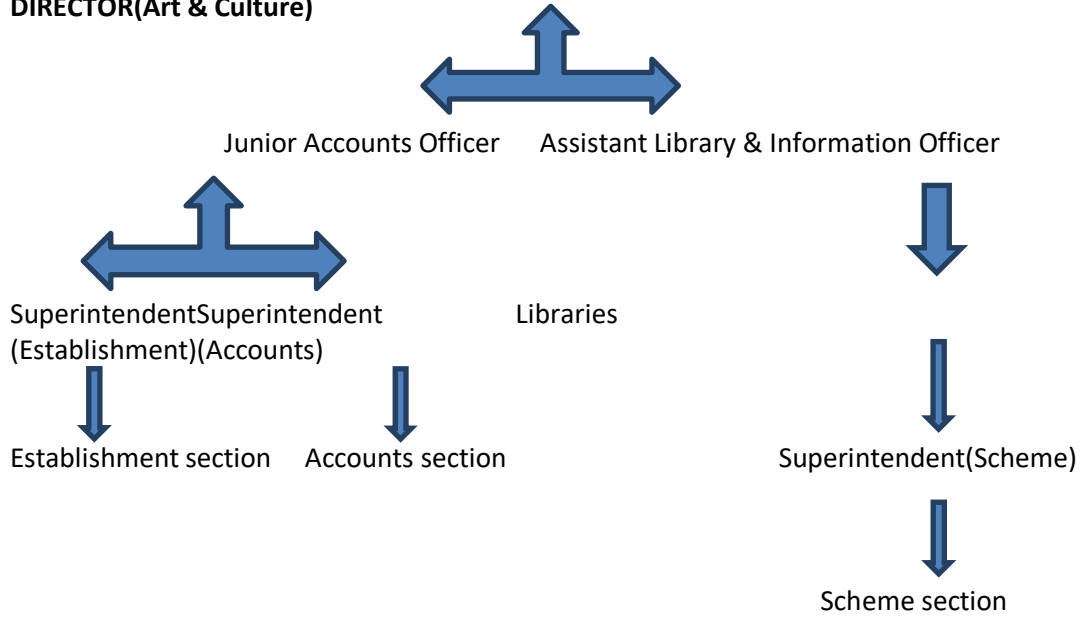 DIRECTOR(Art & Culture)
Junior Accounts Officer Assistant Library & Information Officer
SuperintendentSuperintendent Libraries
(Establishment)(Accounts)
Establishment section Accounts section Superintendent(Scheme)
Scheme section